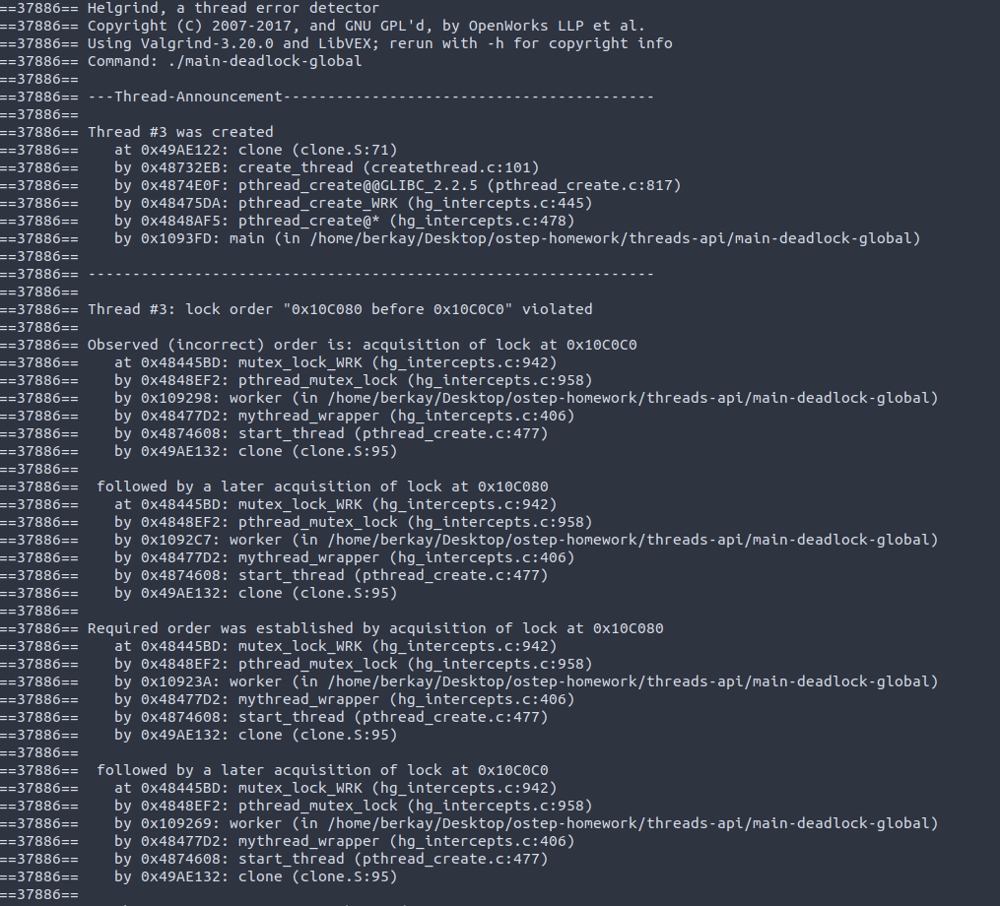 ==37886== Helgrind, a thread error detector
==37886== Copyright (C) 2007-2017, and GNU GPL'd, by OpenWorks LLP et al.
==37886== Using Valgrind-3.20.0 and LibVEX; rerun with -h for copyright info
==37886== Command: ./main-deadlock-global
==37886==
==37886== ---Thread-Announcement------------------------------------------
==37886==
==37886== Thread #3 was created
==37886==    at 0x49AE122: clone (clone.S:71)
==37886==    by 0x48732EB: create_thread (createthread.c:101)
==37886==    by 0x4874E0F: pthread_create@@GLIBC_2.2.5 (pthread_create.c:817)
==37886==    by 0x48475DA: pthread_create_WRK (hg_intercepts.c:445)
==37886==    by 0x4848AF5: pthread_create@* (hg_intercepts.c:478)
==37886==    by 0x1093FD: main (in /home/berkay/Desktop/ostep-homework/threads-api/main-deadlock-global)
==37886==
==37886== ----------------------------------------------------------------
==37886==
==37886== Thread #3: lock order "0x10C080 before 0x10C0C0" violated
==37886==
==37886== Observed (incorrect) order is: acquisition of lock at 0x10C0C0
==37886==    at 0x48445BD: mutex_lock_WRK (hg_intercepts.c:942)
==37886==    by 0x4848EF2: pthread_mutex_lock (hg_intercepts.c:958)
==37886==    by 0x109298: worker (in /home/berkay/Desktop/ostep-homework/threads-api/main-deadlock-global)
==37886==    by 0x48477D2: mythread_wrapper (hg_intercepts.c:406)
==37886==    by 0x4874608: start_thread (pthread_create.c:477)
==37886==    by 0x49AE132: clone (clone.S:95)
==37886==
==37886==  followed by a later acquisition of lock at 0x10C080
==37886==    at 0x48445BD: mutex_lock_WRK (hg_intercepts.c:942)
==37886==    by 0x4848EF2: pthread_mutex_lock (hg_intercepts.c:958)
==37886==    by 0x1092C7: worker (in /home/berkay/Desktop/ostep-homework/threads-api/main-deadlock-global)
==37886==    by 0x48477D2: mythread_wrapper (hg_intercepts.c:406)
==37886==    by 0x4874608: start_thread (pthread_create.c:477)
==37886==    by 0x49AE132: clone (clone.S:95)
==37886==
==37886== Required order was established by acquisition of lock at 0x10C080
==37886==    at 0x48445BD: mutex_lock_WRK (hg_intercepts.c:942)
==37886==    by 0x4848EF2: pthread_mutex_lock (hg_intercepts.c:958)
==37886==    by 0x10923A: worker (in /home/berkay/Desktop/ostep-homework/threads-api/main-deadlock-global)
==37886==    by 0x48477D2: mythread_wrapper (hg_intercepts.c:406)
==37886==    by 0x4874608: start_thread (pthread_create.c:477)
==37886==    by 0x49AE132: clone (clone.S:95)
==37886==
==37886==  followed by a later acquisition of lock at 0x10C0C0
==37886==    at 0x48445BD: mutex_lock_WRK (hg_intercepts.c:942)
==37886==    by 0x4848EF2: pthread_mutex_lock (hg_intercepts.c:958)
==37886==    by 0x109269: worker (in /home/berkay/Desktop/ostep-homework/threads-api/main-deadlock-global)
==37886==    by 0x48477D2: mythread_wrapper (hg_intercepts.c:406)
==37886==    by 0x4874608: start_thread (pthread_create.c:477)
==37886==    by 0x49AE132: clone (clone.S:95)
==37886==